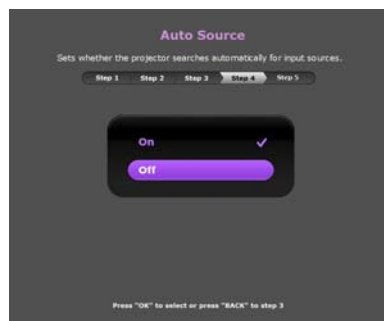 Auto Source
Sets whether the projector searches automatically for input sources.
Step 1 Step 2 Step 3 Step 4 Step 5
On
Off
Press "OK" to select or press "BACK" to step 3